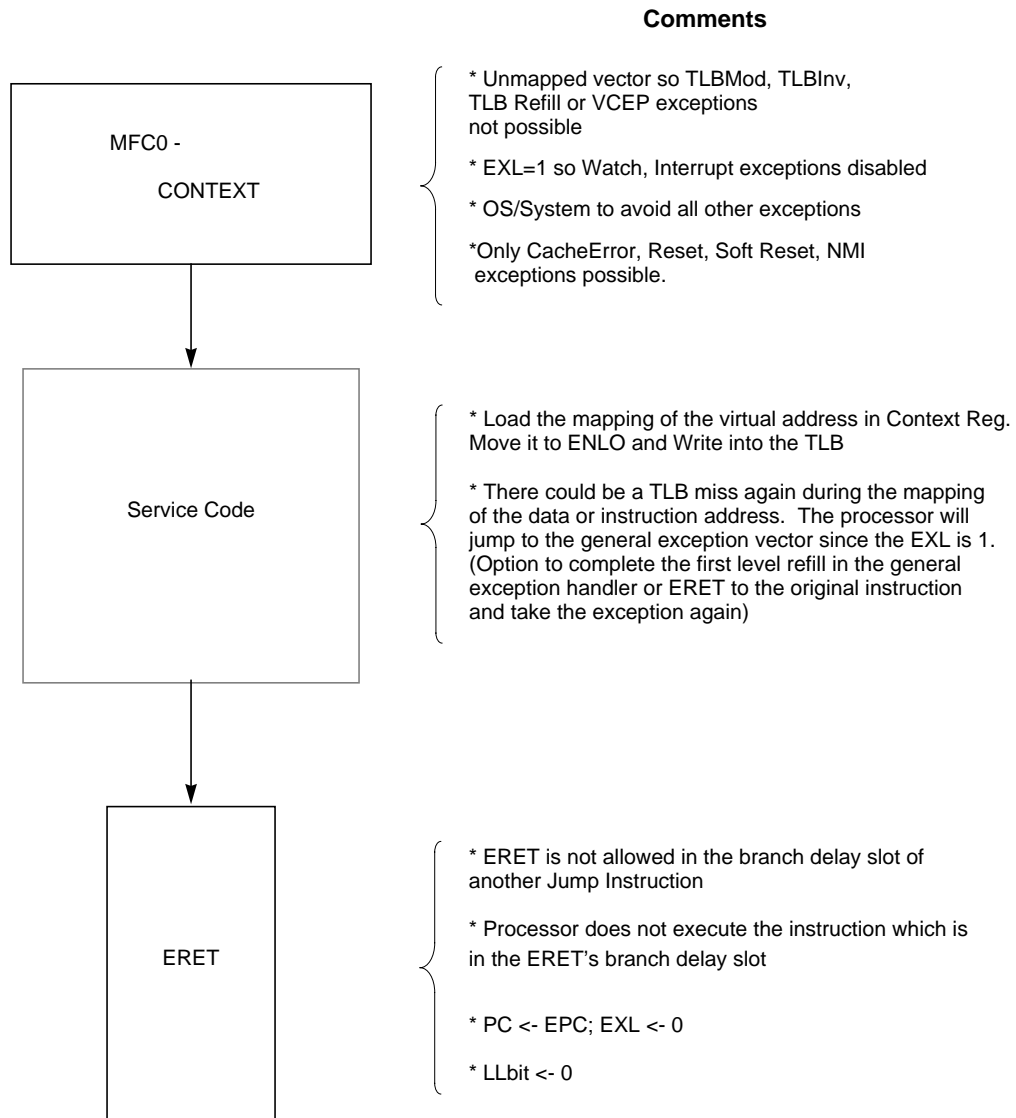 Comments
MFC0 -
CONTEXT
* Unmapped vector so TLBMod, TLBInv,
TLB Refill or VCEP exceptions
not possible
* EXL=1 so Watch, Interrupt exceptions disabled
* OS/System to avoid all other exceptions
*Only CacheError, Reset, Soft Reset, NMI
exceptions possible.
Service Code
* Load the mapping of the virtual address in Context Reg.
Move it to ENLO and Write into the TLB
* There could be a TLB miss again during the mapping
of the data or instruction address.  The processor will
jump to the general exception vector since the EXL is 1.
(Option to complete the first level refill in the general
exception handler or ERET to the original instruction
and take the exception again)
ERET
* ERET is not allowed in the branch delay slot of
another Jump Instruction
* Processor does not execute the instruction which is
in the ERET’s branch delay slot
* PC <- EPC; EXL <- 0
* LLbit <- 0